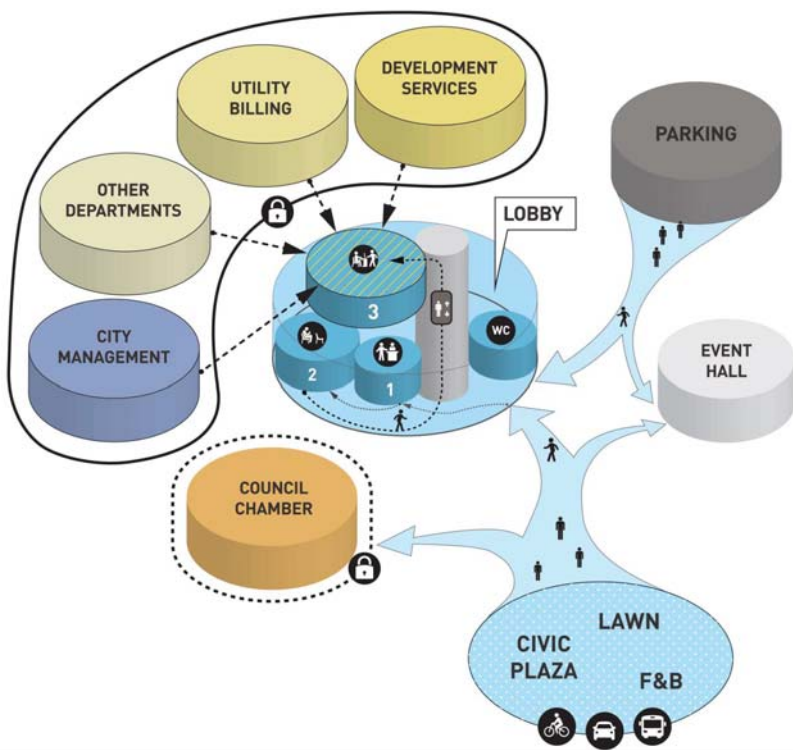 UTILITY
BILLING
DEVELOPMENT
SERVICES
PARKING
OTHER
DEPARTMENTS
LOBBY
3
CITY
MANAGEMENT
WC
EVENT
HALL
2
1
COUNCIL
CHAMBER
LAWN
CIVIC
PLAZA
F&B